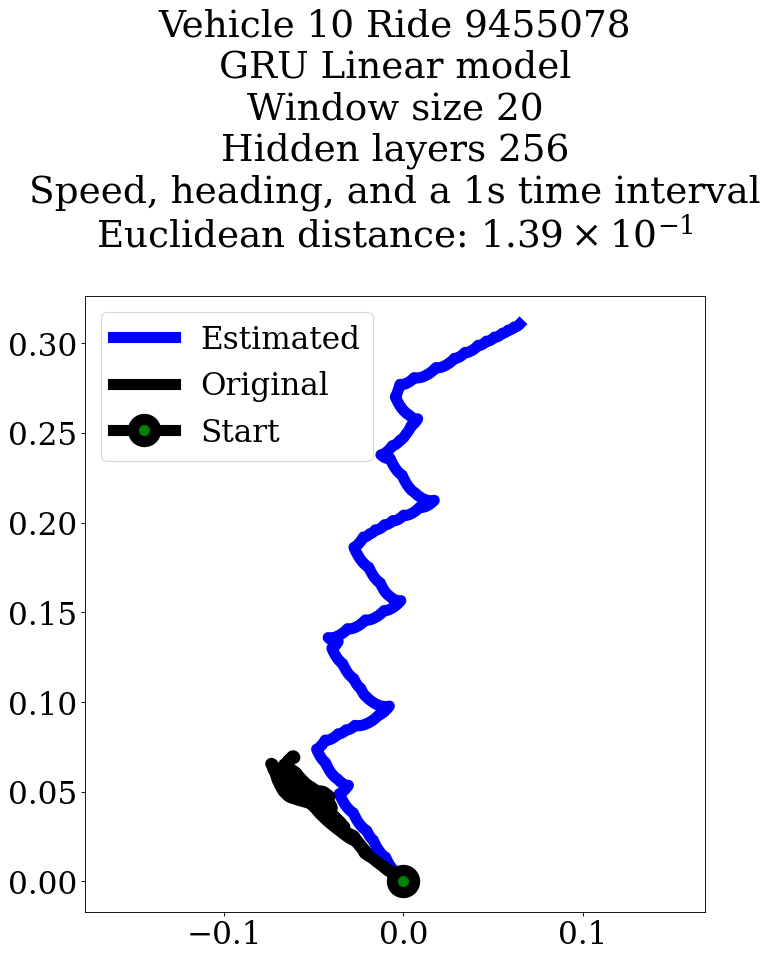 Vehicle 10 Ride 9455078
GRU Linear model
Window size 20
Hidden layers 256
Speed, heading, and a 1s time interval
Euclidean distance: 1.39 × 10⁻¹
Estimated
Original
Start
0.30
0.25
0.20
0.15
0.10
0.05
0.00
−0.1
0.0
0.1